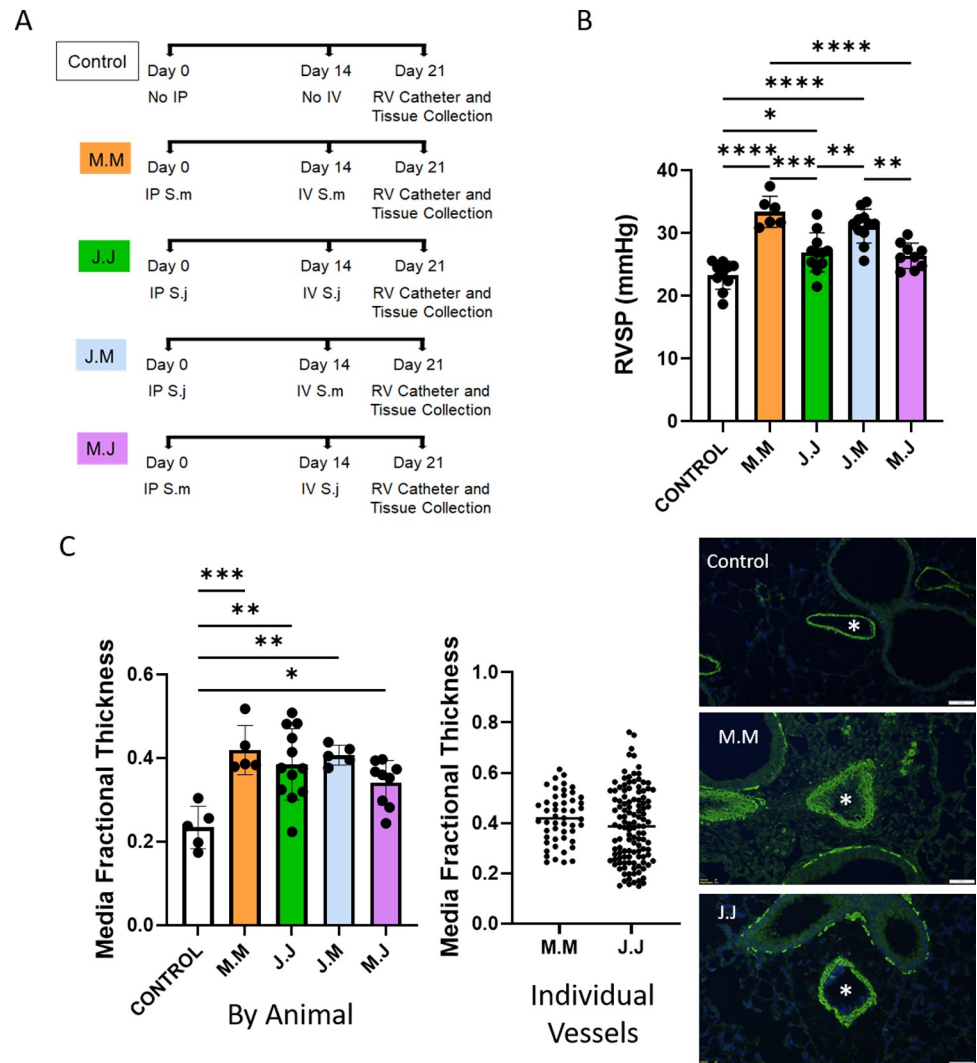 A
Control
Day 0
Day 14
Day 21
No IP
No IV
RV Catheter and
Tissue Collection
M.M
Day 0
Day 14
Day 21
IP S.m
IV S.m
RV Catheter and
Tissue Collection
J.J
Day 0
Day 14
Day 21
IP S.j
IV S.j
RV Catheter and
Tissue Collection
J.M
Day 0
Day 14
Day 21
IP S.j
IV S.m
RV Catheter and
Tissue Collection
M.J
Day 0
Day 14
Day 21
IP S.m
IV S.j
RV Catheter and
Tissue Collection
B
****
****
*
**** *** ** **
RVSP (mmHg)
40
30
20
10
0
CONTROL
M.M
J.J
J.M
M.J
C
***
**
**
*
Media Fractional Thickness
0.6
0.4
0.2
0.0
CONTROL
M.M
J.J
J.M
M.J
By Animal
Media Fractional Thickness
1.0
0.8
0.6
0.4
0.2
0.0
M.M
J.J
Individual
Vessels
Control
*
M.M
*
J.J
*